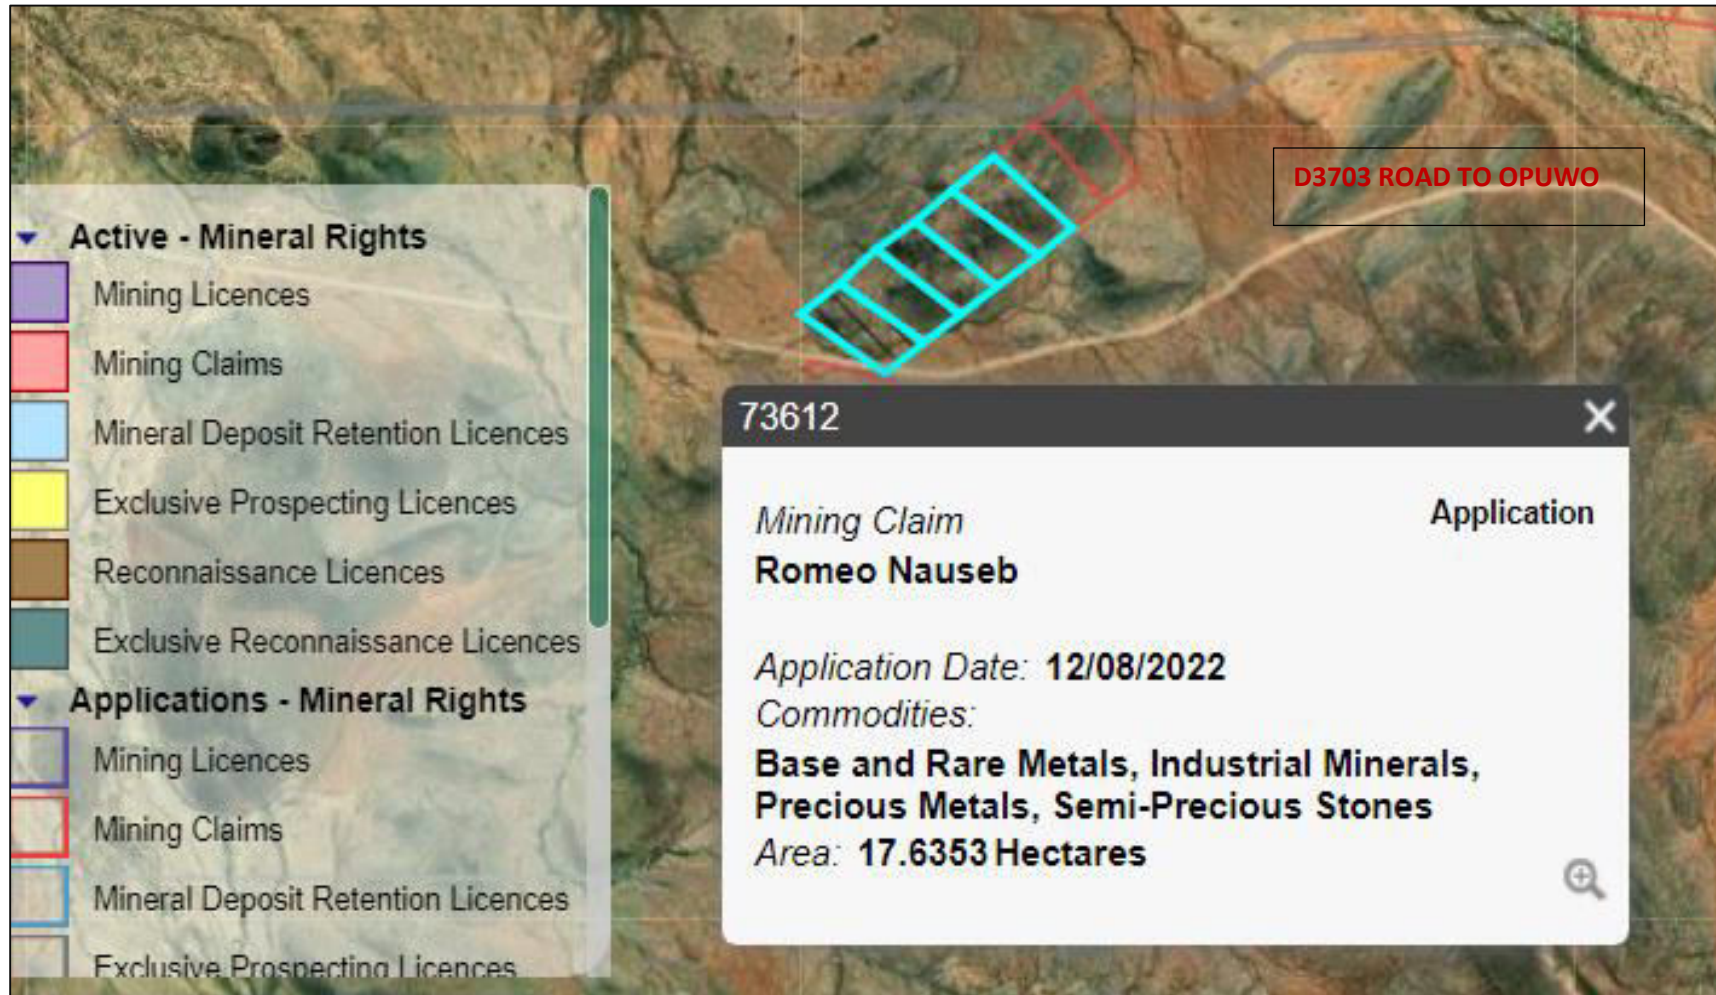 D3703 ROAD TO OPUWO
Active - Mineral Rights
Mining Licences
Mining Claims
Mineral Deposit Retention Licences
Exclusive Prospecting Licences
Reconnaissance Licences
Exclusive Reconnaissance Licences
Applications - Mineral Rights
Mining Licences
Mining Claims
Mineral Deposit Retention Licences
Exclusive Prospecting Licences
73612
Mining Claim
Application
Romeo Nauseb
Application Date: 12/08/2022
Commodities:
Base and Rare Metals, Industrial Minerals,
Precious Metals, Semi-Precious Stones
Area: 17.6353 Hectares